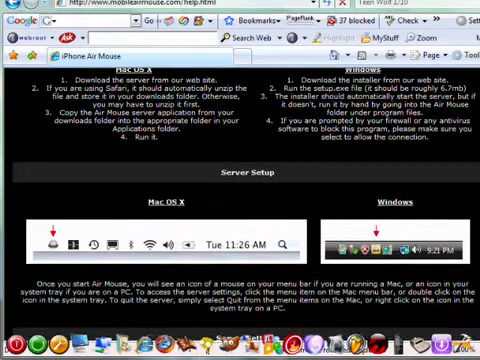 http://www.mobileairmouse.com/help.html
Teen Wolf 1/10
Google
Go
Bookmarks
PageRank
37 blocked
Check
Settings
webroot
Search Web
MyStuff
Zoom
iPhone Air Mouse
Page
Tools
Mac OS X
1. Download the server from our web site.
2. If you are using Safari, it should automatically unzip the
file and store it in your downloads folder. Otherwise,
you may have to unzip it first.
3. Copy the Air Mouse server application from your
downloads folder into the appropriate folder in your
Applications folder.
4. Run it.
Windows
1. Download the installer from our web site.
2. Run the setup.exe file (it should be roughly 6.7mb)
3. The installer should automatically start the server, but if
it doesn't, run it by hand by going into the Air Mouse
folder under program files.
4. If you are prompted by your firewall or any antivirus
software to block this program, please make sure you
select to allow the connection.
Server Setup
Mac OS X
Windows
Tue 11:26 AM
9:21 PM
Once you start Air Mouse, you will see an icon of a mouse on your menu bar if you are running a Mac, or an icon in your
system tray if you are on a PC. To access the server settings, click the menu item on the Mac menu bar, or double click on the
icon in the system tray. To quit the server, simply select Quit from the menu items on the Mac, or right click on the icon in the
system tray on a PC.
100%